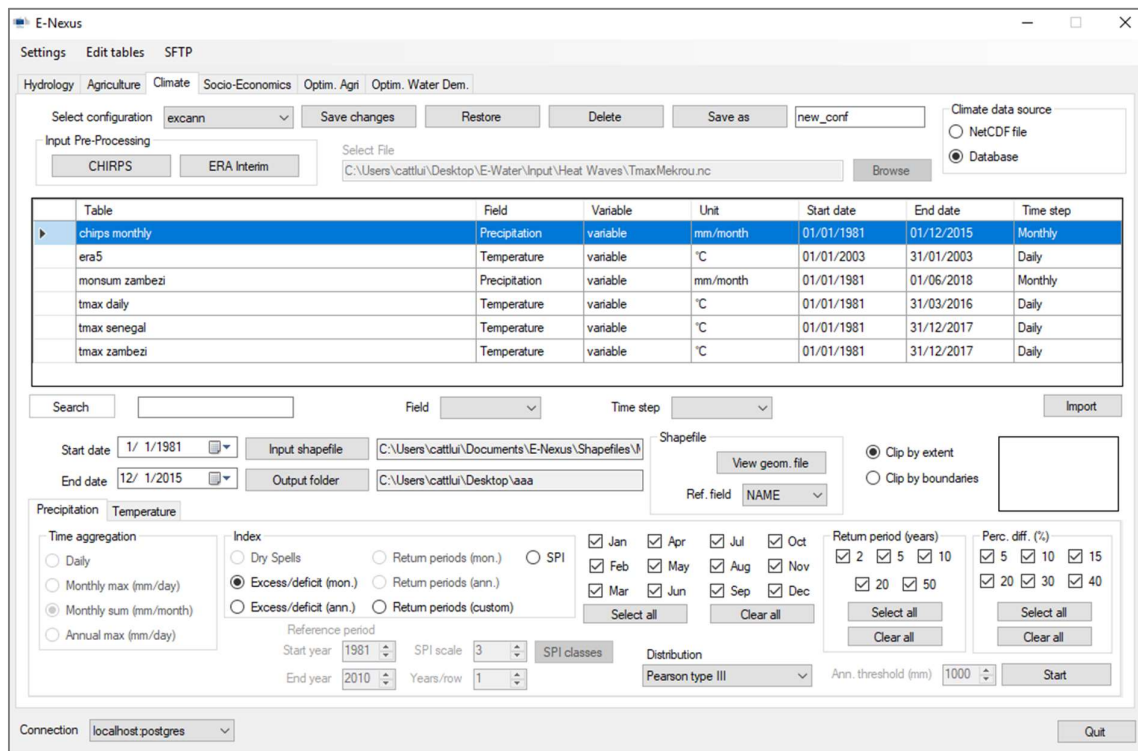 E-Nexus
Settings Edit tables SFTP
Hydrology Agriculture Climate Socio-Economics Optim. Agri Optim. Water Dem.
Select configuration excann Save changes Restore Delete Save as new_conf
Climate data source
NetCDF file
Database
Input Pre-Processing
CHIRPS ERA Interim
Select File
C:\Users\cattlui\Desktop\E-Water\Input\Heat Waves\TmaxMekrou.nc Browse
Table Field Variable Unit Start date End date Time step
chirps monthly Precipitation variable mm/month 01/01/1981 01/12/2015 Monthly
era5 Temperature variable °C 01/01/2003 31/01/2003 Daily
monsum zambezi Precipitation variable mm/month 01/01/1981 01/06/2018 Monthly
tmax daily Temperature variable °C 01/01/1981 31/03/2016 Daily
tmax senegal Temperature variable °C 01/01/1981 31/12/2017 Daily
tmax zambezi Temperature variable °C 01/01/1981 31/12/2017 Daily
Search Field Time step Import
Start date 1/ 1/1981 Input shapefile C:\Users\cattlui\Documents\E-Nexus\Shapefiles\
End date 12/ 1/2015 Output folder C:\Users\cattlui\Desktop\aaa
Shapefile
View geom. file
Ref. field NAME
Clip by extent
Clip by boundaries
Precipitation Temperature
Time aggregation
Daily
Monthly max (mm/day)
Monthly sum (mm/month)
Annual max (mm/day)
Index
Dry Spells Return periods (mon.) SPI
Excess/deficit (mon.) Return periods (ann.)
Excess/deficit (ann.) Return periods (custom)
Reference period
Start year 1981 SPI scale 3 SPI classes
End year 2010 Years/row 1
Jan Apr Jul Oct
Feb May Aug Nov
Mar Jun Sep Dec
Select all Clear all
Distribution
Pearson type III
Return period (years)
2 5 10
20 50
Select all
Clear all
Perc. diff. (%)
5 10 15
20 30 40
Select all
Clear all
Ann. threshold (mm) 1000 Start
Connection localhost:postgres Quit